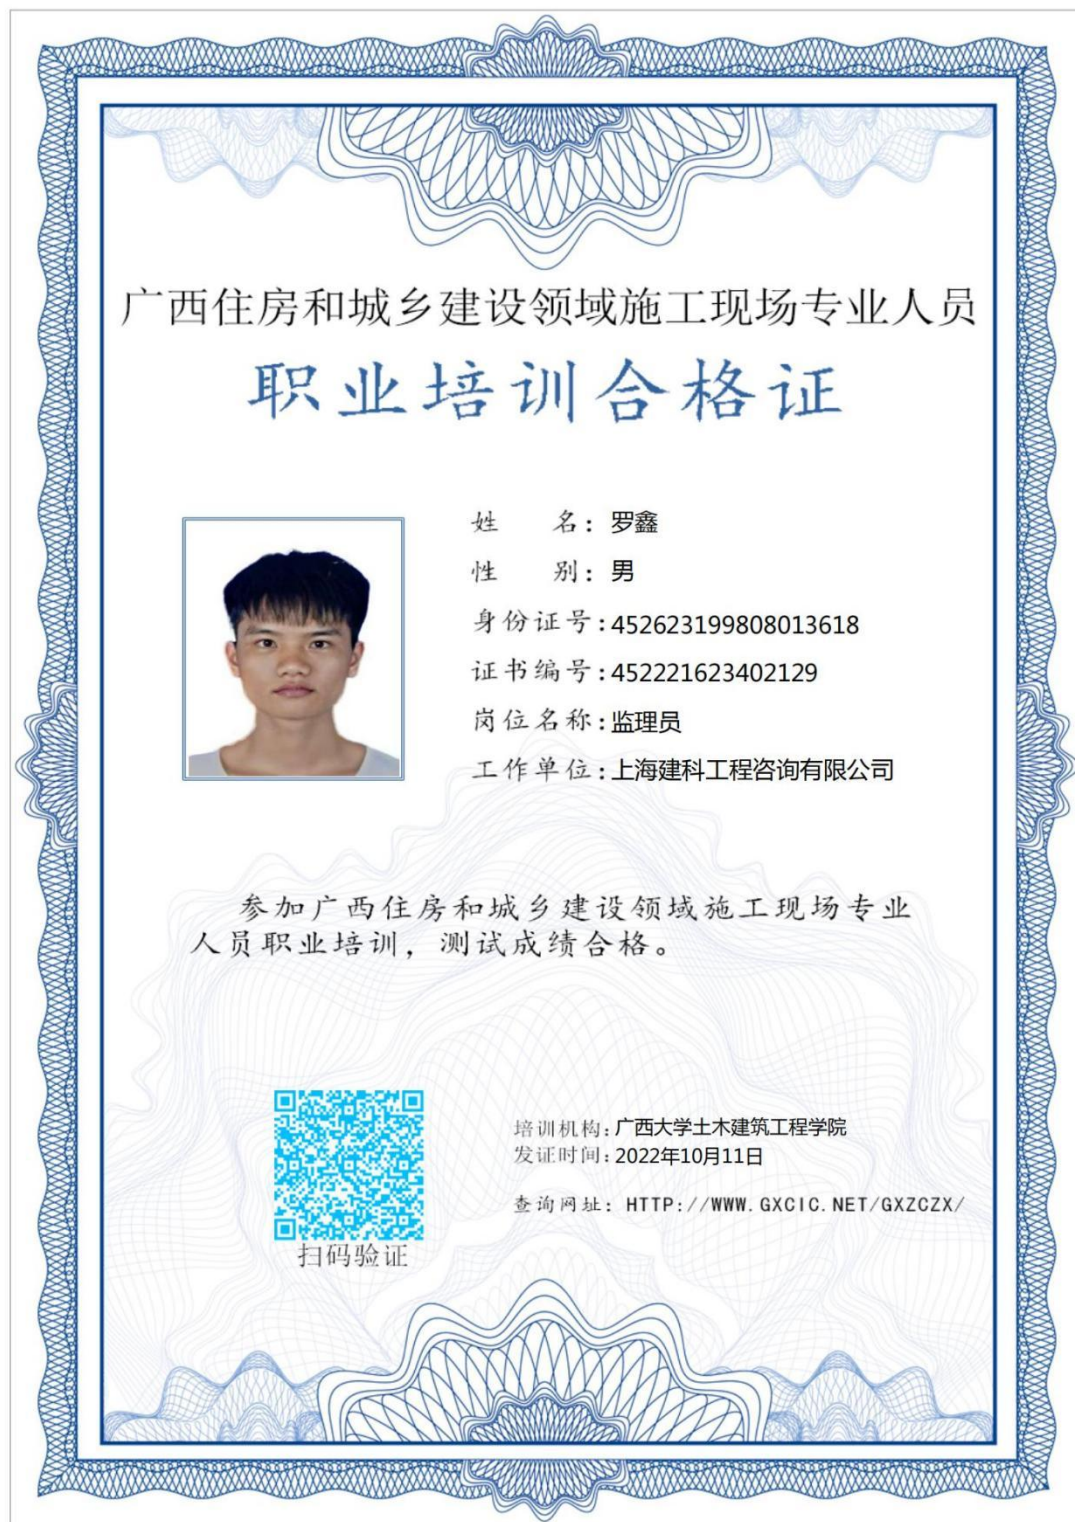 广西住房和城乡建设领域施工现场专业人员
职业培训合格证
姓 名：罗鑫
性 别：男
身份证号：452623199808013618
证书编号：452221623402129
岗位名称：监理员
工作单位：上海建科工程咨询有限公司
参加广西住房和城乡建设领域施工现场专业
人员职业培训，测试成绩合格。
培训机构：广西大学土木建筑工程学院
发证时间：2022年10月11日
查询网址：HTTP://WWW.GXCIC.NET/GXZCZX/
扫码验证